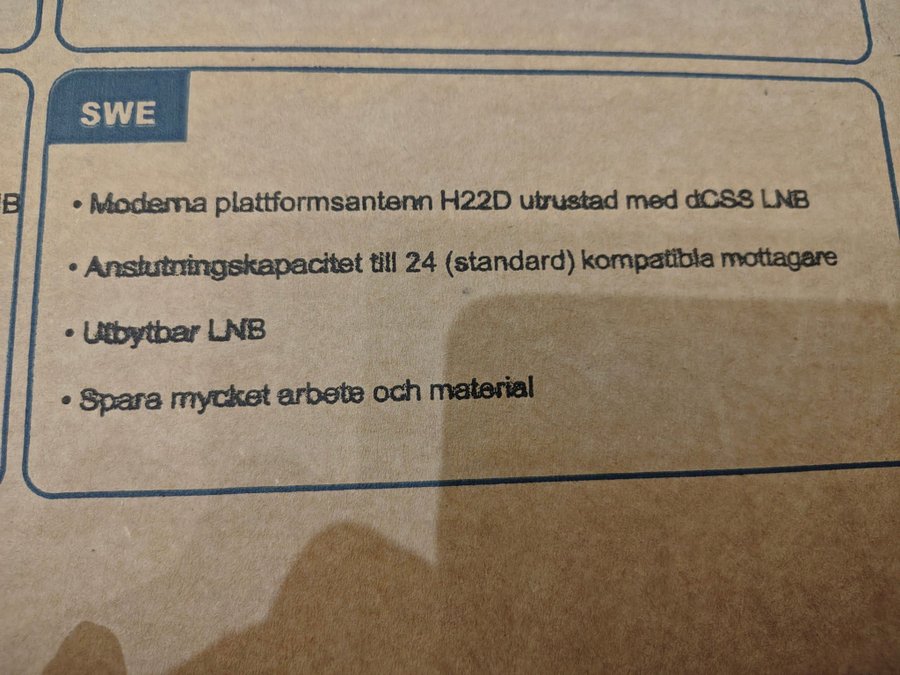 SWE
B
• Moderna plattformsantenn H22D utrustad med dCSS LNB
• Anslutningskapacitet till 24 (standard) kompatibla mottagare
• Utbytbar LNB
• Spara mycket arbete och material